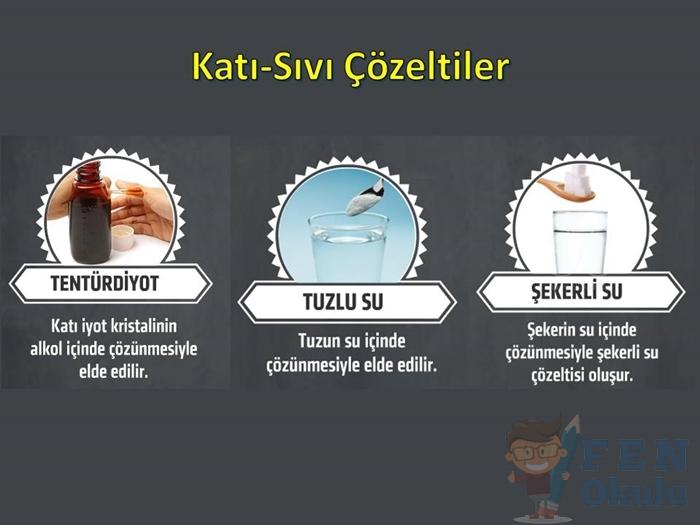 Katı-Sıvı Çözeltiler
TENTÜRDİYOT
Katı iyot kristalinin
alkol içinde çözünmesiyle
elde edilir.
TUZLU SU
Tuzun su içinde
çözünmesiyle elde edilir.
ŞEKERLİ SU
Şekerin su içinde
çözünmesiyle şekerli su
çözeltisi oluşur.
FEN
Okulu